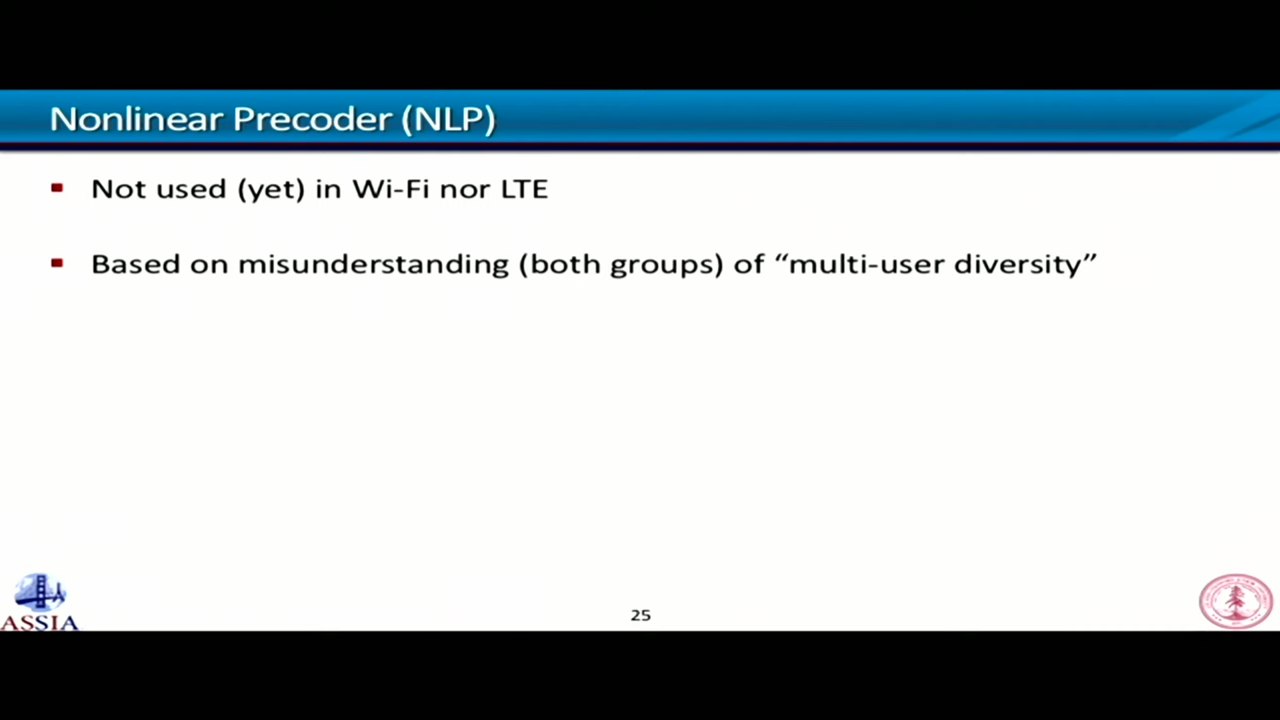 Nonlinear Precoder (NLP)
Not used (yet) in Wi-Fi nor LTE
Based on misunderstanding (both groups) of “multi-user diversity”
25
ASSIA